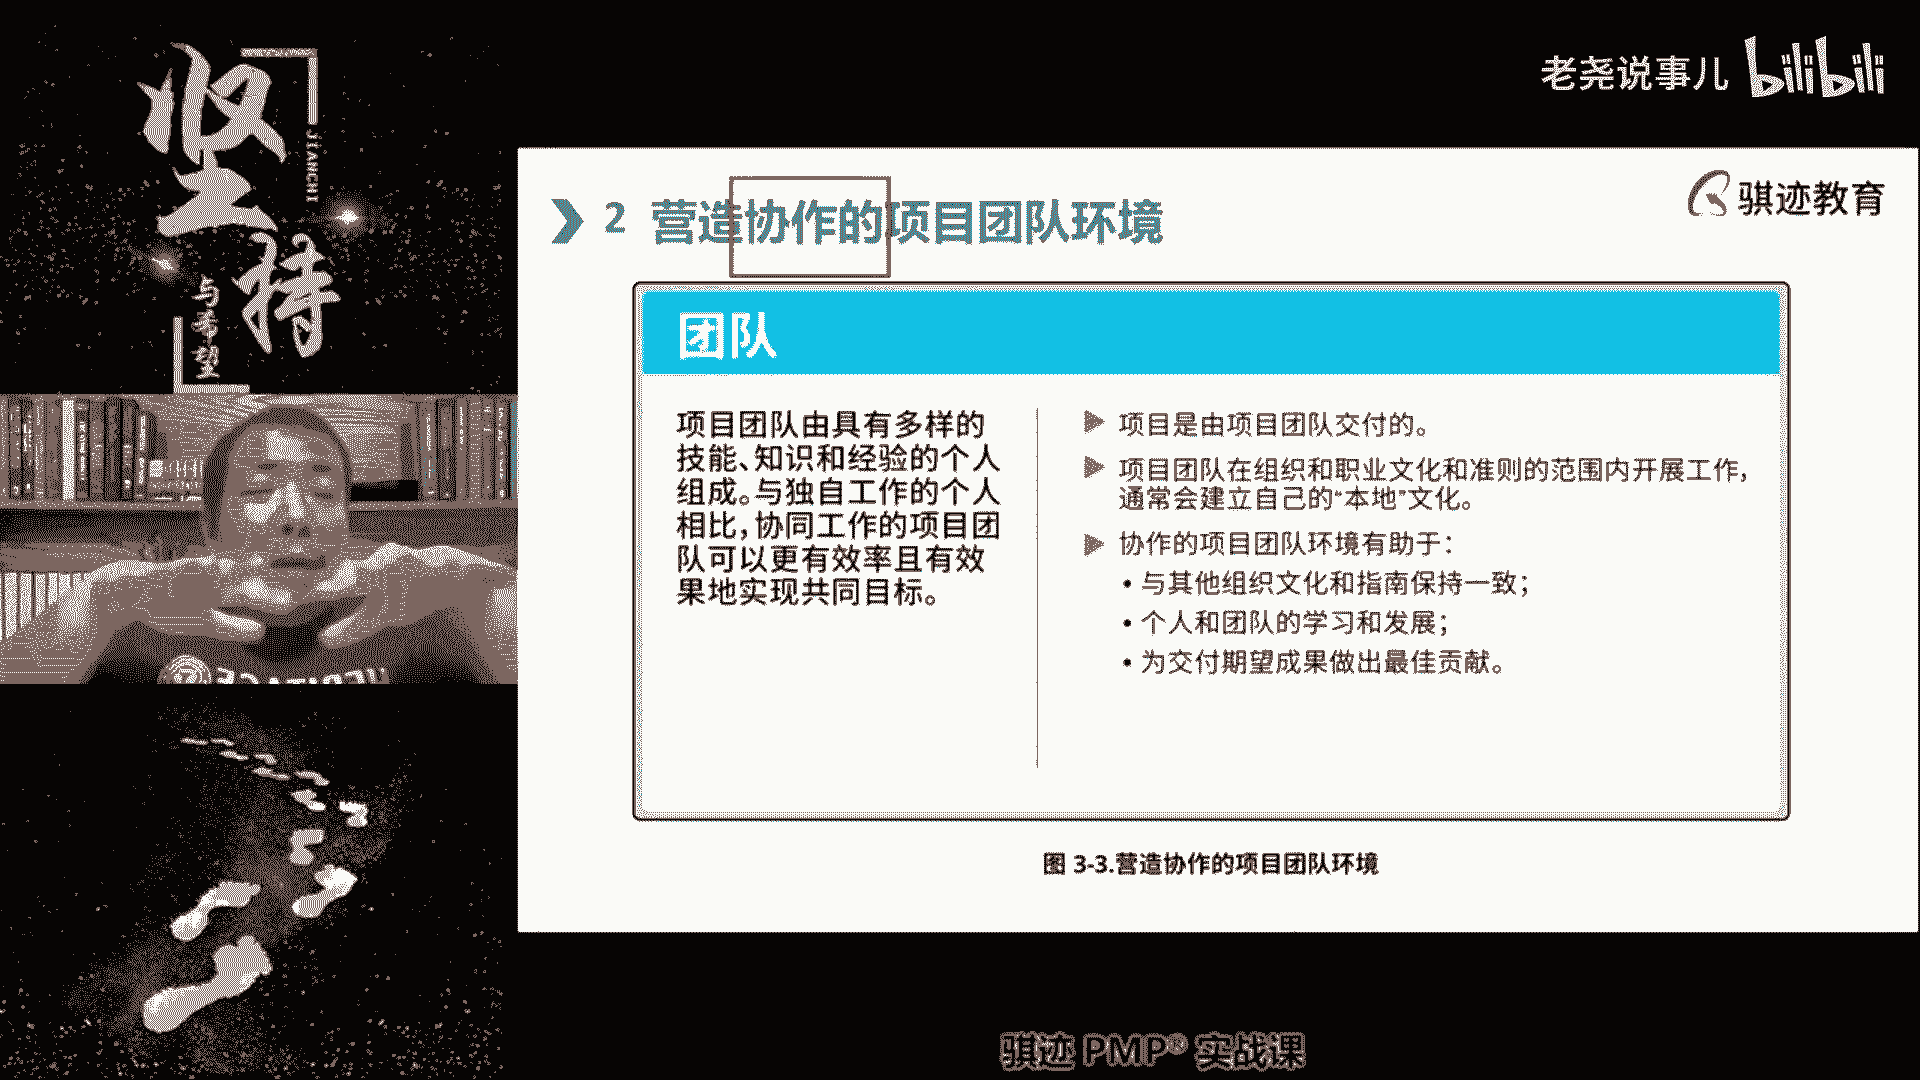 坚持
JIANCHI
与希望
老尧说事儿 bilibili
骐迹教育
2 营造协作的项目团队环境
团队
项目团队由具有多样的
技能、知识和经验的个人
组成。与独自工作的个人
相比，协同工作的项目团
队可以更有效率且有效
果地实现共同目标。
项目是由项目团队交付的。
项目团队在组织和职业文化和准则的范围内开展工作，
通常会建立自己的“本地”文化。
协作的项目团队环境有助于：
• 与其他组织文化和指南保持一致；
• 个人和团队的学习和发展；
• 为交付期望成果做出最佳贡献。
图 3-3.营造协作的项目团队环境
骐迹 PMP® 实战课